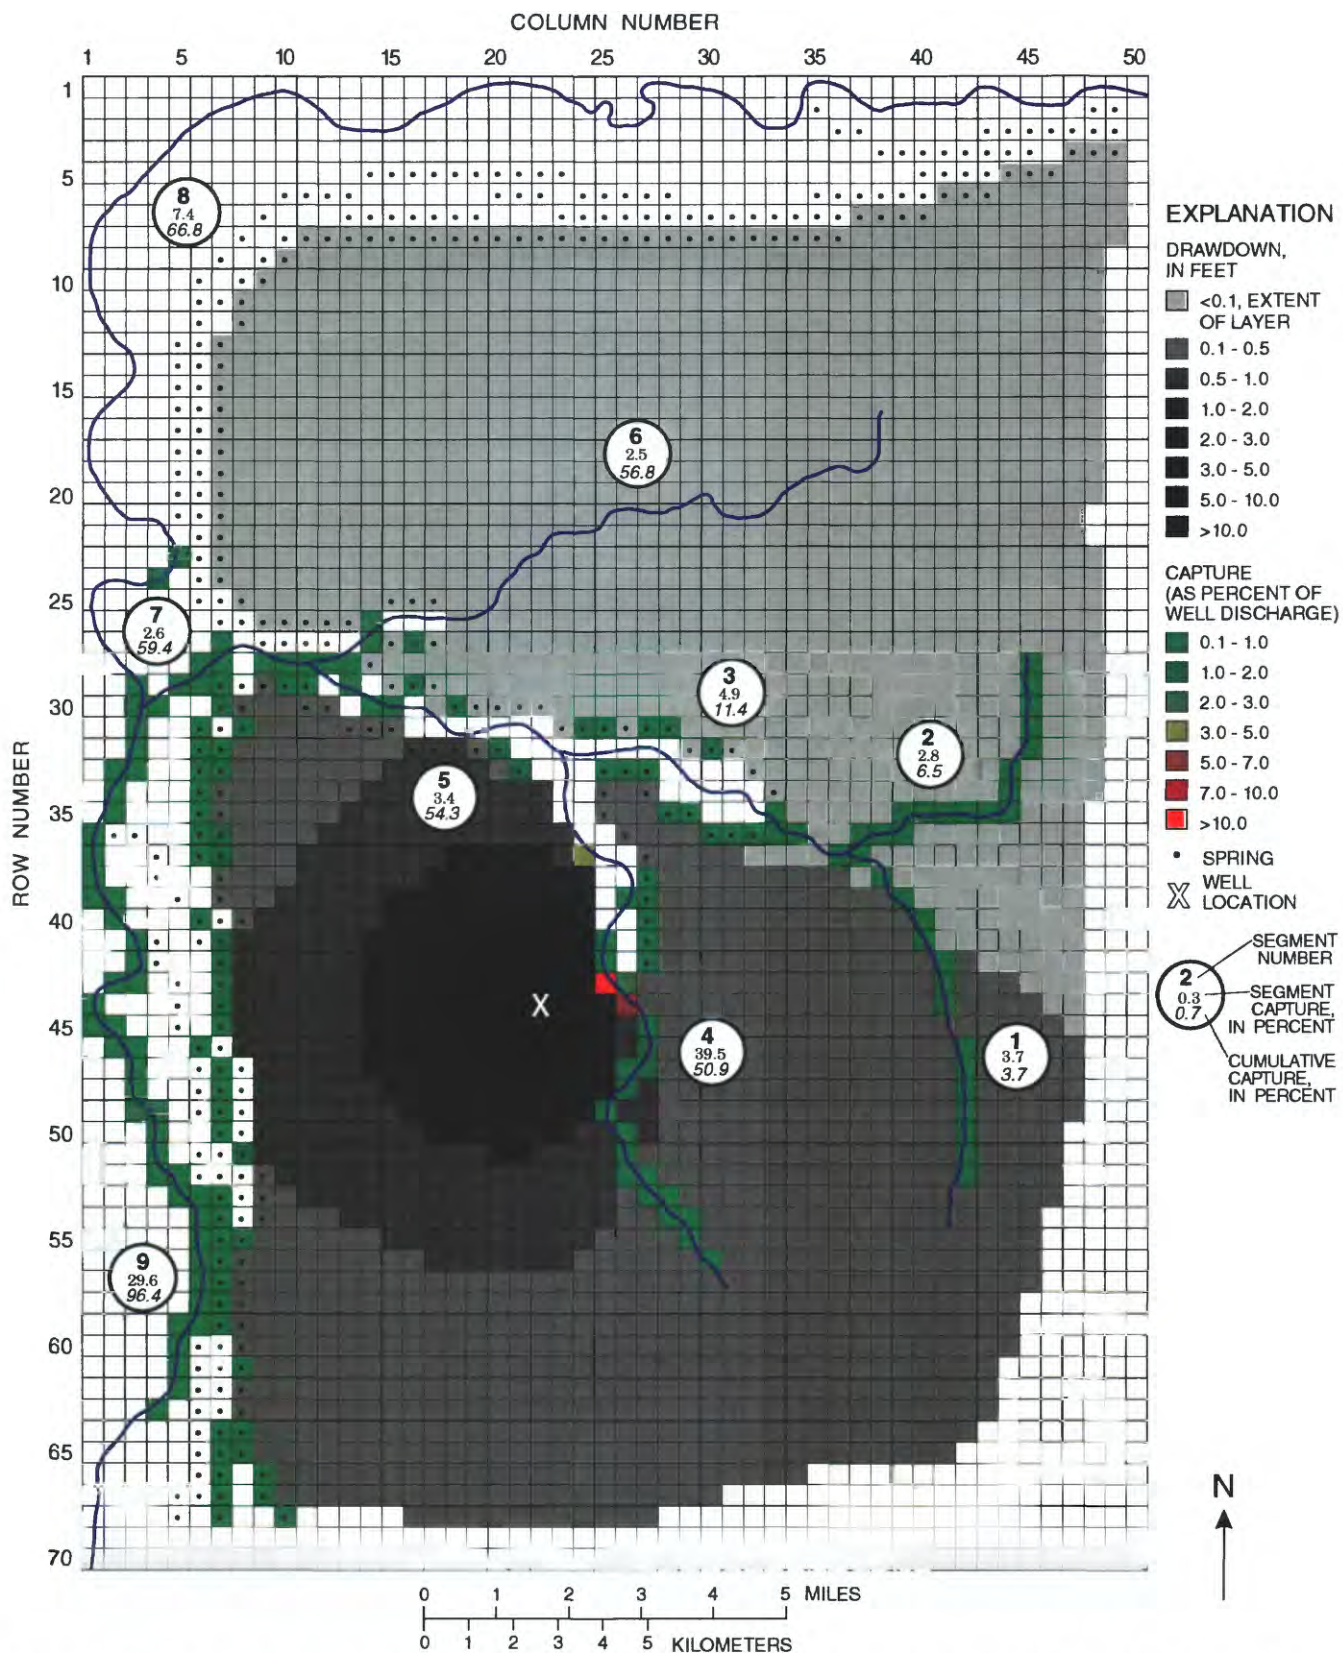 COLUMN NUMBER
1 5 10 15 20 25 30 35 40 45 50
ROW NUMBER
1
5
10
15
20
25
30
35
40
45
50
55
60
65
70
8
7.4
66.8
6
2.5
56.8
7
2.6
59.4
3
4.9
11.4
2
2.8
6.5
5
3.4
54.3
X
4
39.5
50.9
1
3.7
3.7
9
29.6
96.4
EXPLANATION
DRAWDOWN,
IN FEET
<0.1, EXTENT
OF LAYER
0.1 - 0.5
0.5 - 1.0
1.0 - 2.0
2.0 - 3.0
3.0 - 5.0
5.0 - 10.0
>10.0
CAPTURE
(AS PERCENT OF
WELL DISCHARGE)
0.1 - 1.0
1.0 - 2.0
2.0 - 3.0
3.0 - 5.0
5.0 - 7.0
7.0 - 10.0
>10.0
SPRING
X WELL
LOCATION
2
0.3
0.7
SEGMENT
NUMBER
SEGMENT
CAPTURE,
IN PERCENT
CUMULATIVE
CAPTURE,
IN PERCENT
N
0 1 2 3 4 5 MILES
0 1 2 3 4 5 KILOMETERS